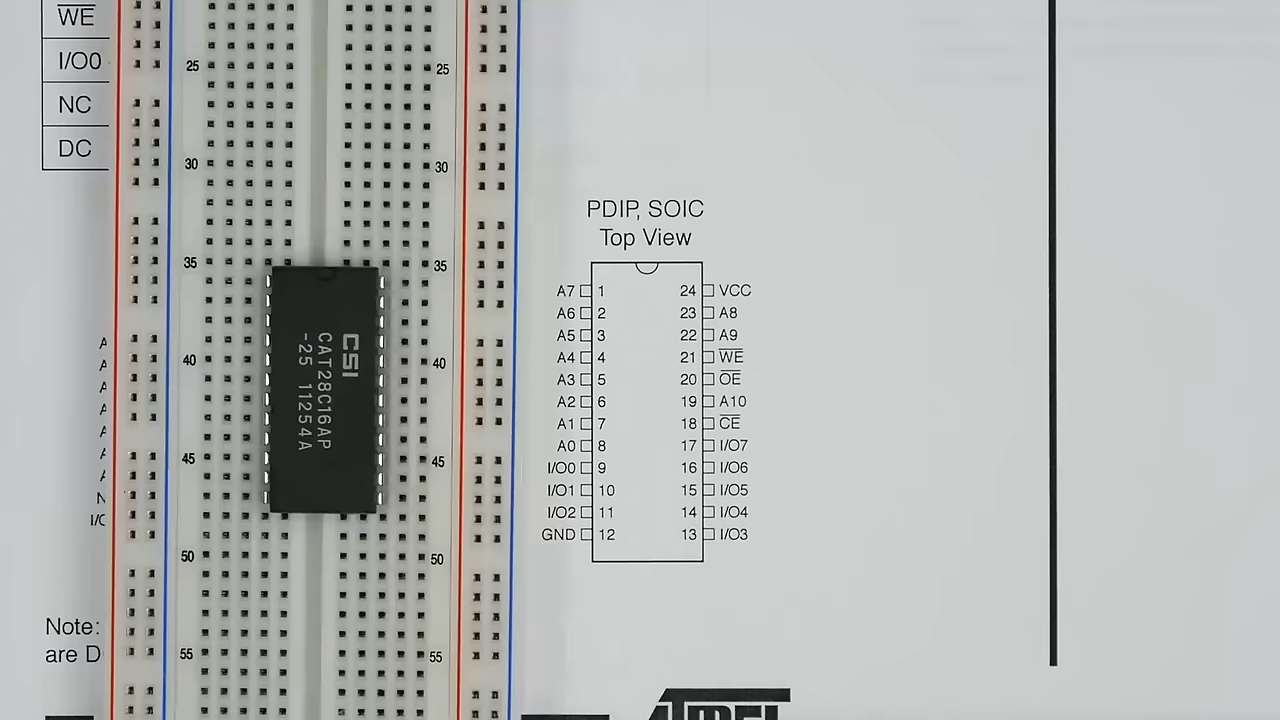 WE
I/O0
NC
DC
25
25
30
30
35
35
40
40
45
45
50
50
55
55
CSI
CAT28C16AP
-25 11254A
PDIP, SOIC
Top View
A7 1 24 VCC
A6 2 23 A8
A5 3 22 A9
A4 4 21 WE
A3 5 20 OE
A2 6 19 A10
A1 7 18 CE
A0 8 17 I/O7
I/O0 9 16 I/O6
I/O1 10 15 I/O5
I/O2 11 14 I/O4
GND 12 13 I/O3
Note:
are D
ATMEL